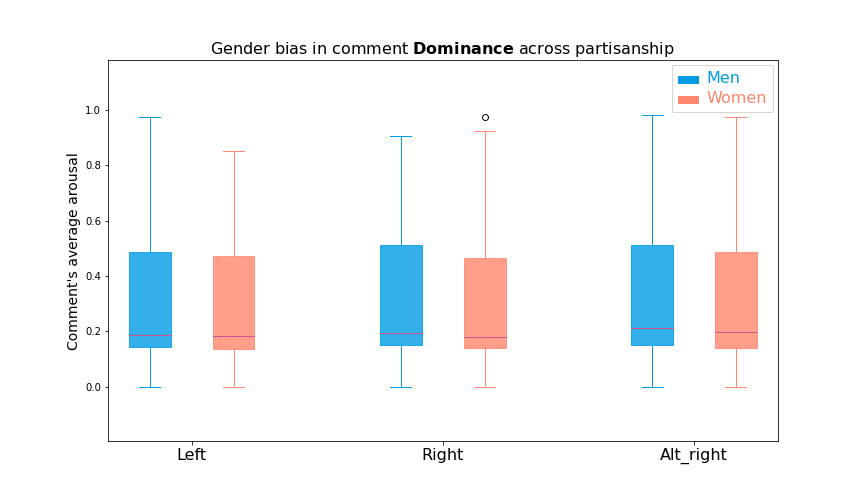 Gender bias in comment Dominance across partisanship
Men
Women
Comment's average arousal
1.0
0.8
0.6
0.4
0.2
0.0
Left
Right
Alt_right